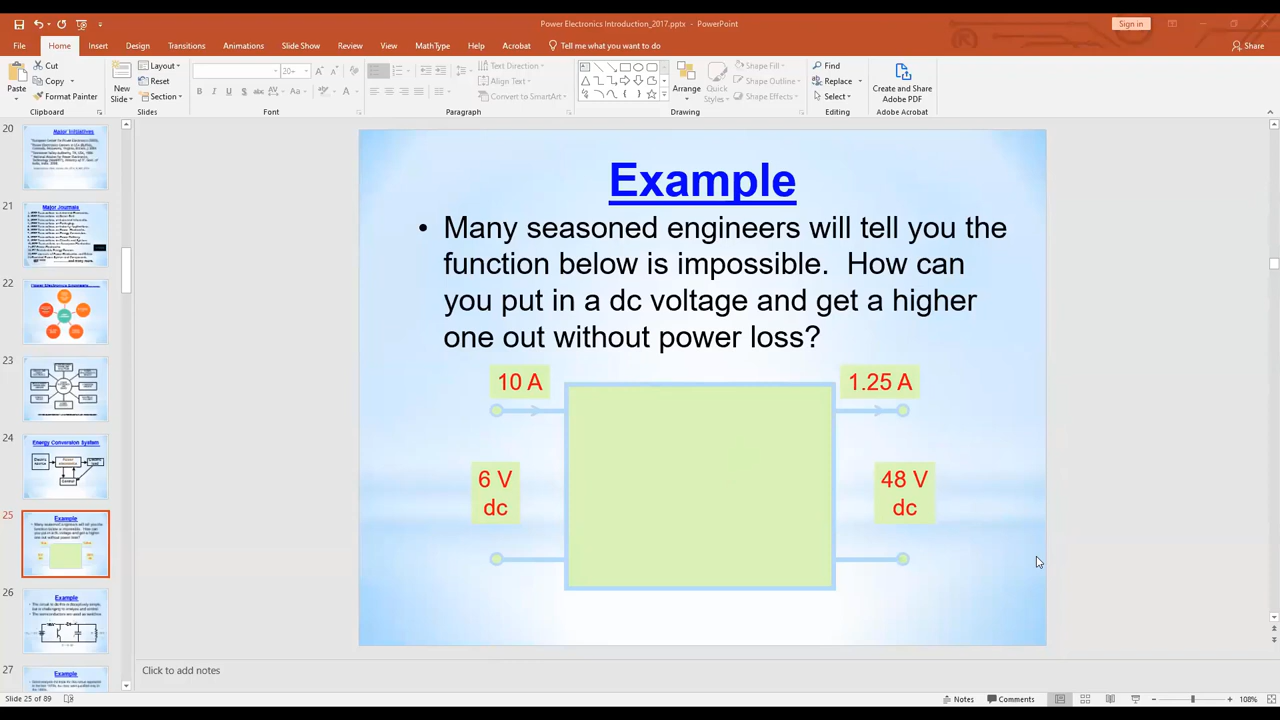 Power Electronics Introduction_2017.pptx - PowerPoint
Sign in
File Home Insert Design Transitions Animations Slide Show Review View MathType Help Acrobat Tell me what you want to do
Share
Paste
Cut
Copy
Format Painter
Clipboard
New Slide
Layout
Reset
Section
Slides
20
Font
Text Direction
Align Text
Convert to SmartArt
Paragraph
Arrange
Quick Styles
Shape Fill
Shape Outline
Shape Effects
Drawing
Find
Replace
Select
Editing
Create and Share Adobe PDF
Adobe Acrobat
20
Major Initiatives
21
Major Journals
22
23
24
Energy Conversion System
25
Example
26
Example
27
Example
Example
• Many seasoned engineers will tell you the
function below is impossible. How can
you put in a dc voltage and get a higher
one out without power loss?
10 A
1.25 A
6 V
dc
48 V
dc
Click to add notes
Slide 25 of 89
Notes
Comments
108%